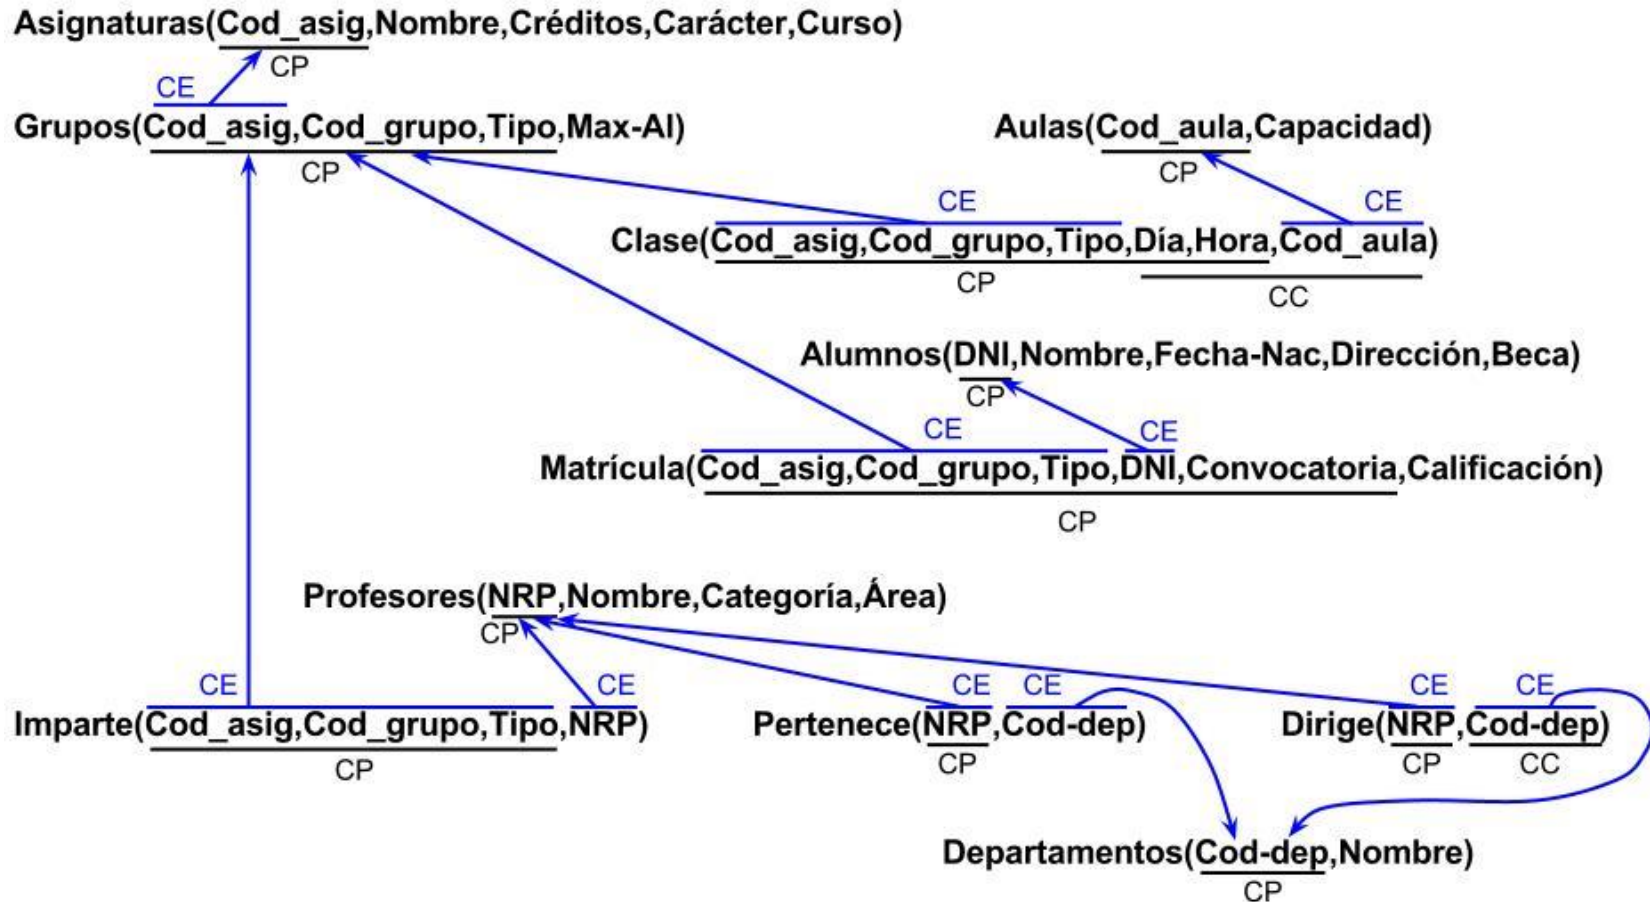 Asignaturas(Cod_asig,Nombre,Créditos,Carácter,Curso)
CP
CE
Grupos(Cod_asig,Cod_grupo,Tipo,Max-Al)
CP
Aulas(Cod_aula,Capacidad)
CP
CE
CE
Clase(Cod_asig,Cod_grupo,Tipo,Día,Hora,Cod_aula)
CP
CC
Alumnos(DNI,Nombre,Fecha-Nac,Dirección,Beca)
CP
CE
CE
Matrícula(Cod_asig,Cod_grupo,Tipo,DNI,Convocatoria,Calificación)
CP
Profesores(NRP,Nombre,Categoría,Área)
CP
CE
CE
Imparte(Cod_asig,Cod_grupo,Tipo,NRP)
CP
CE
CE
Pertenece(NRP,Cod-dep)
CP
CE
CE
Dirige(NRP,Cod-dep)
CP
CC
Departamentos(Cod-dep,Nombre)
CP